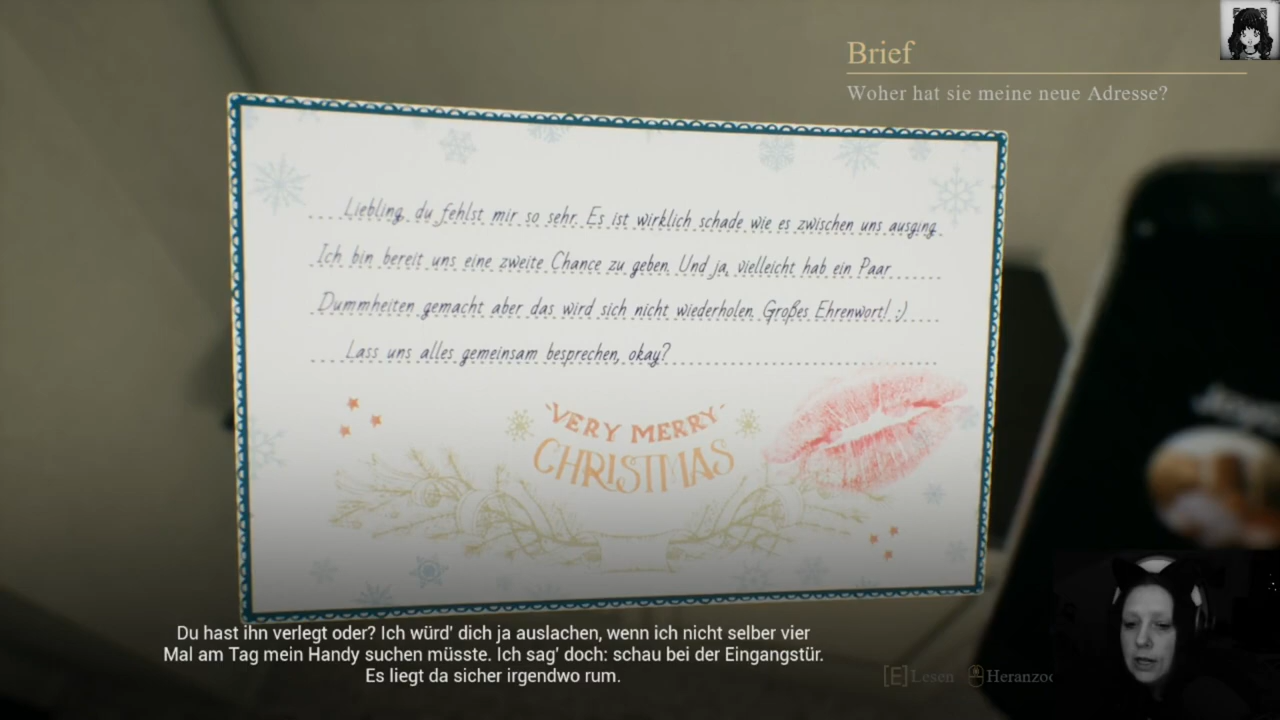 Brief
Woher hat sie meine neue Adresse?
Liebling, du fehlst mir so sehr. Es ist wirklich schade wie es zwischen uns ausging.
Ich bin bereit uns eine zweite Chance zu geben. Und ja, vielleicht hab ein Paar
Dummheiten gemacht aber das wird sich nicht wiederholen. Großes Ehrenwort! :)
Lass uns alles gemeinsam besprechen, okay?
VERY MERRY
CHRISTMAS
Du hast ihn verlegt oder? Ich würd' dich ja auslachen, wenn ich nicht selber vier
Mal am Tag mein Handy suchen müsste. Ich sag' doch: schau bei der Eingangstür.
Es liegt da sicher irgendwo rum.
[E]Lesen